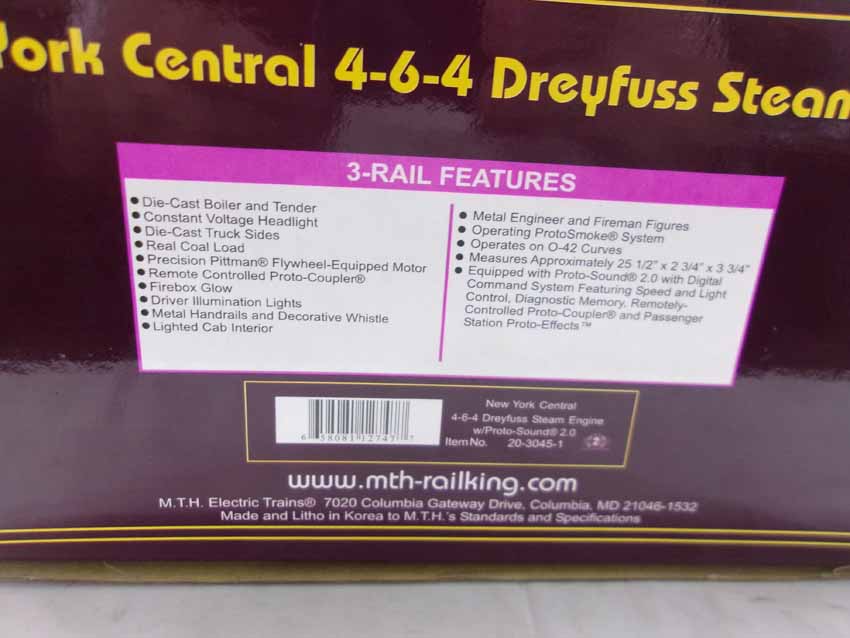 York Central 4-6-4 Dreyfuss Steam
3-RAIL FEATURES
• Die-Cast Boiler and Tender
• Constant Voltage Headlight
• Die-Cast Truck Sides
• Real Coal Load
• Precision Pittman® Flywheel-Equipped Motor
• Remote Controlled Proto-Coupler®
• Firebox Glow
• Driver Illumination Lights
• Metal Handrails and Decorative Whistle
• Lighted Cab Interior
• Metal Engineer and Fireman Figures
• Operating ProtoSmoke® System
• Operates on O-42 Curves
• Measures Approximately 25 1/2" x 2 3/4" x 3 3/4"
• Equipped with Proto-Sound® 2.0 with Digital
Command System Featuring Speed and Light
Control, Diagnostic Memory, Remotely-
Controlled Proto-Coupler® and Passenger
Station Proto-Effects™
6 58081 12747 7
New York Central
4-6-4 Dreyfuss Steam Engine
w/Proto-Sound® 2.0
Item No. 20-3045-1
www.mth-railking.com
M.T.H. Electric Trains® 7020 Columbia Gateway Drive, Columbia, MD 21046-1532
Made and Litho in Korea to M.T.H.'s Standards and Specifications